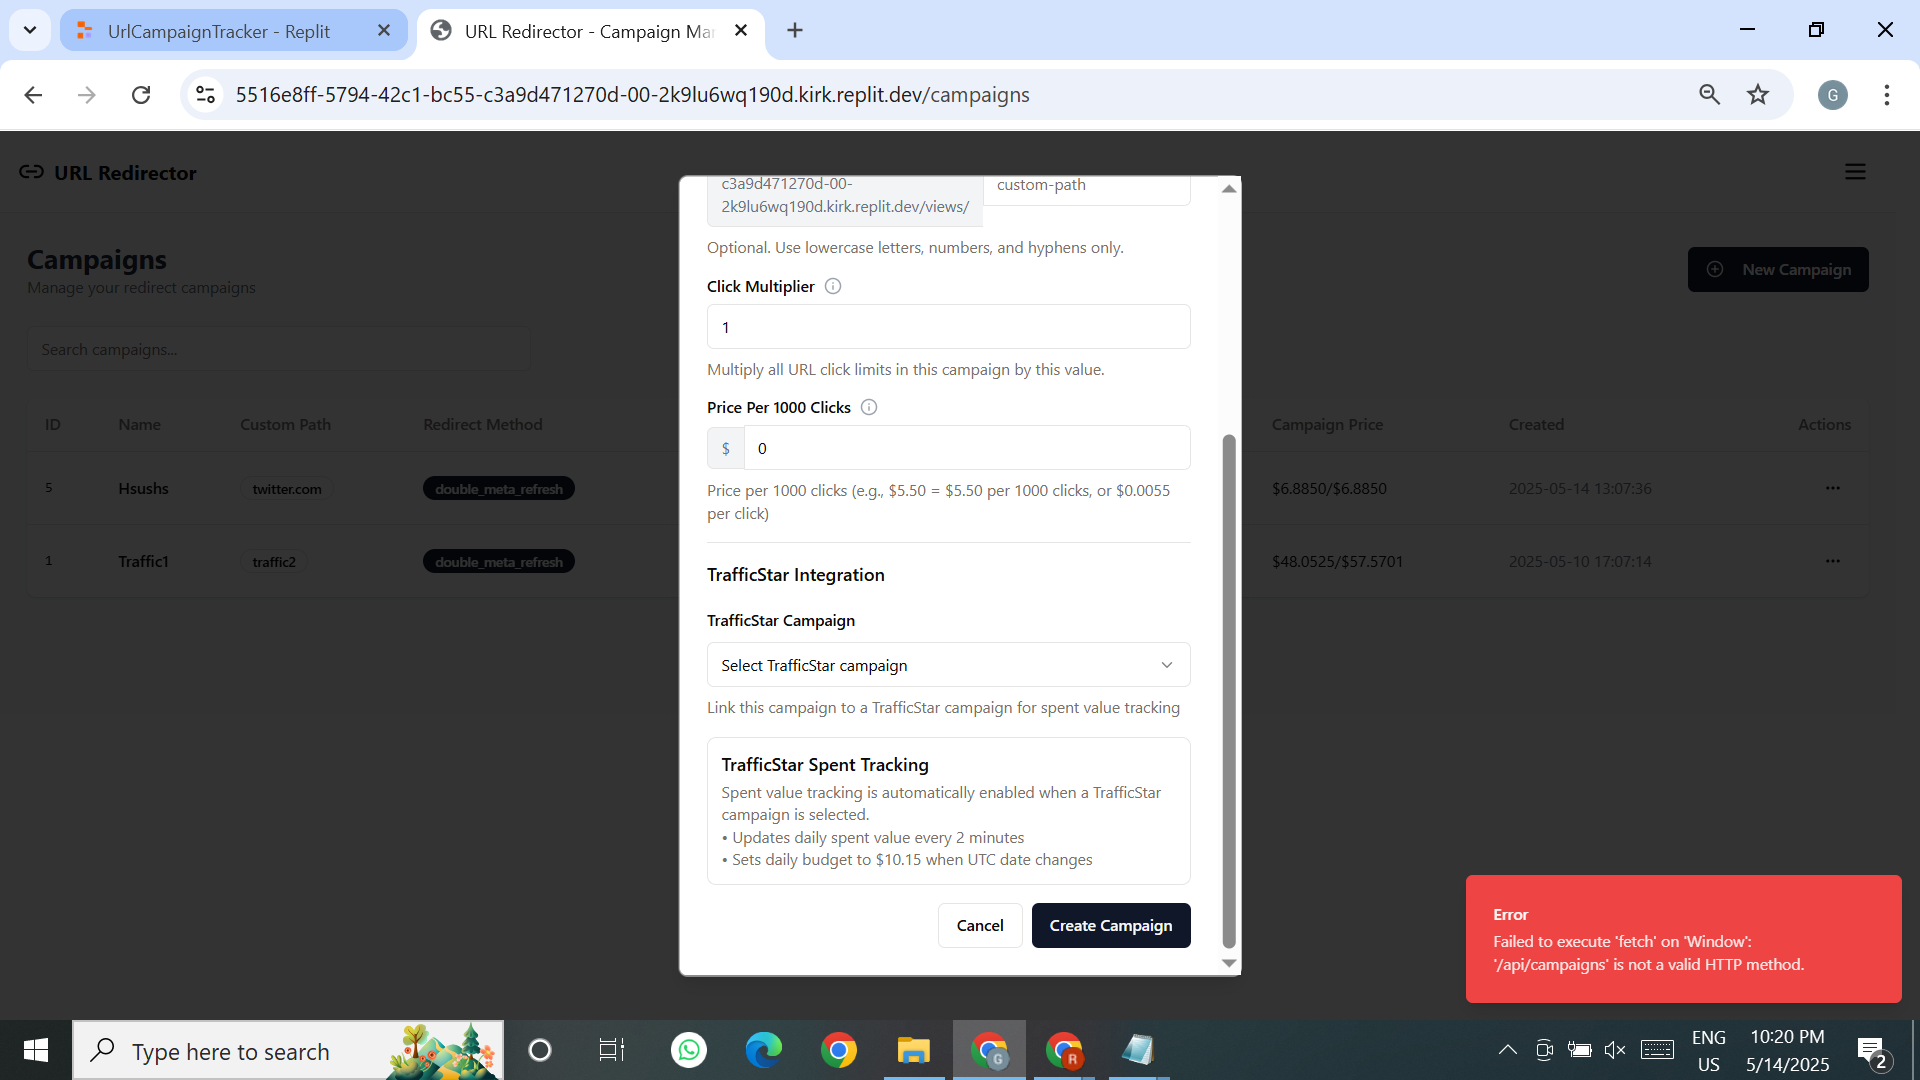 UrlCampaignTracker - Replit
URL Redirector - Campaign Ma
5516e8ff-5794-42c1-bc55-c3a9d471270d-00-2k9lu6wq190d.kirk.replit.dev/campaigns
G
URL Redirector
Campaigns
Manage your redirect campaigns
New Campaign
Search campaigns...
ID Name Custom Path Redirect Method Campaign Price Created Actions
5 Hsushs twitter.com double_meta_refresh $6.8850/$6.8850 2025-05-14 13:07:36
1 Traffic1 traffic2 double_meta_refresh $48.0525/$57.5701 2025-05-10 17:07:14
c3a9d471270d-00-
2k9lu6wq190d.kirk.replit.dev/views/
custom-path
Optional. Use lowercase letters, numbers, and hyphens only.
Click Multiplier
1
Multiply all URL click limits in this campaign by this value.
Price Per 1000 Clicks
$ 0
Price per 1000 clicks (e.g., $5.50 = $5.50 per 1000 clicks, or $0.0055
per click)
TrafficStar Integration
TrafficStar Campaign
Select TrafficStar campaign
Link this campaign to a TrafficStar campaign for spent value tracking
TrafficStar Spent Tracking
Spent value tracking is automatically enabled when a TrafficStar
campaign is selected.
• Updates daily spent value every 2 minutes
• Sets daily budget to $10.15 when UTC date changes
Cancel
Create Campaign
Error
Failed to execute 'fetch' on 'Window':
'/api/campaigns' is not a valid HTTP method.
Type here to search
G
R
ENG
US
10:20 PM
5/14/2025
2